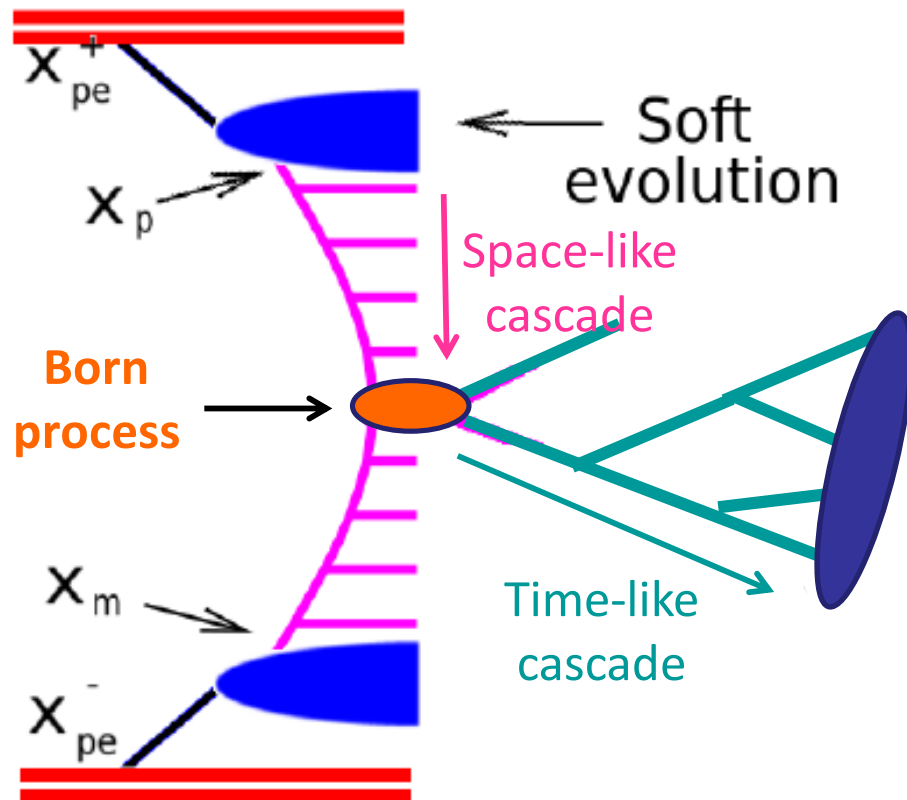 x+pe
Soft
evolution
xp
Space-like
cascade
Born
process
xm
Time-like
cascade
x-pe